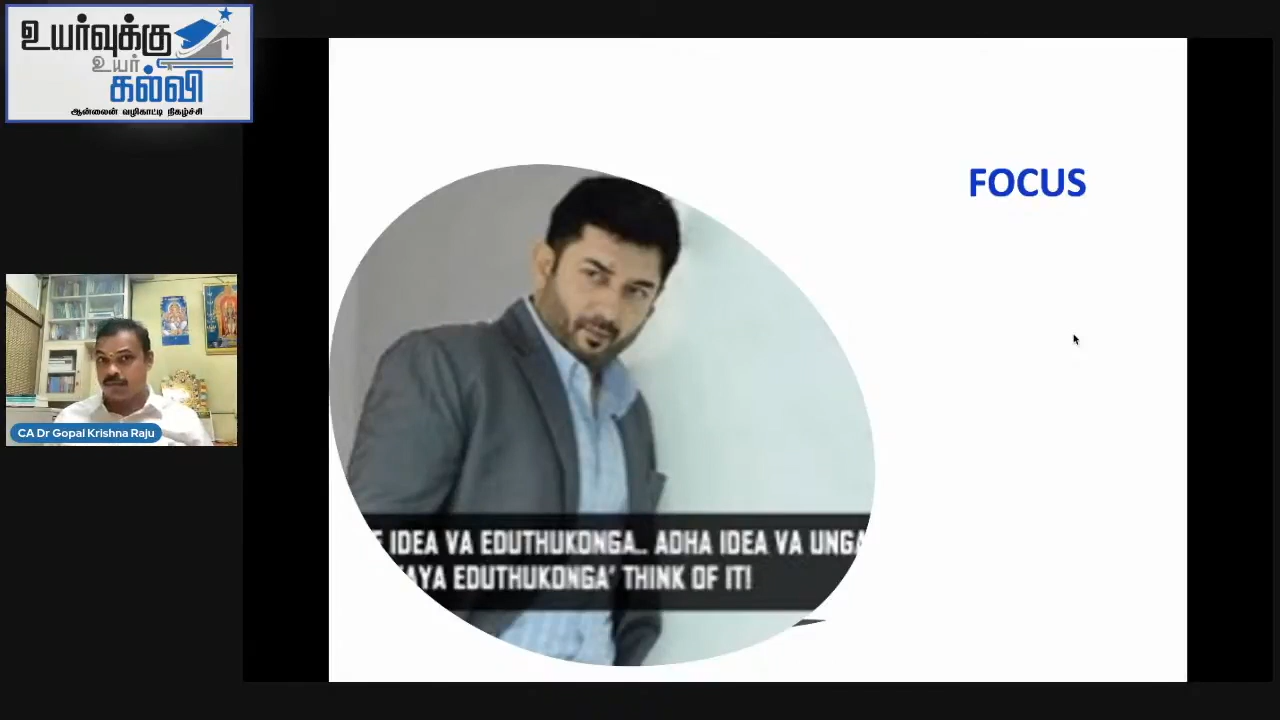 உயர்வுக்கு
உயர்
கல்வி
ஆன்லைன் வழிகாட்டி நிகழ்ச்சி
FOCUS
IDEA VA EDUTHUKONGA.. ADHA IDEA VA UNGA
EDUTHUKONGA' THINK OF IT!
CA Dr Gopal Krishna Raju